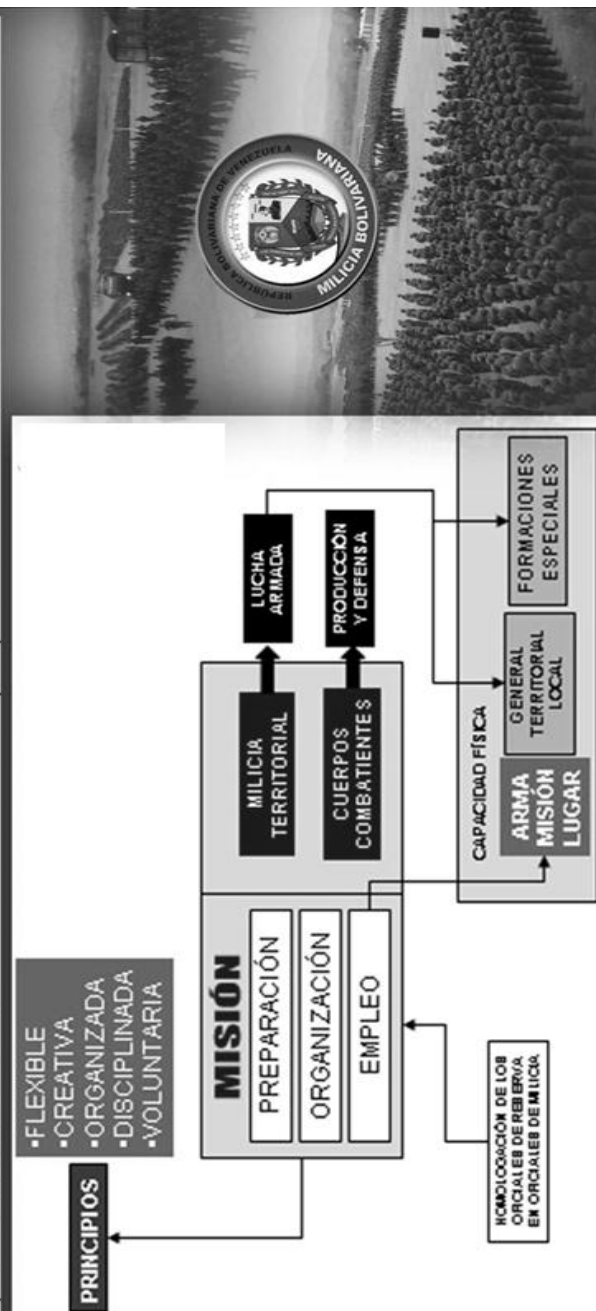 PRINCIPIOS
•FLEXIBLE
•CREATIVA
•ORGANIZADA
•DISCIPLINADA
•VOLUNTARIA
MISIÓN
PREPARACIÓN
ORGANIZACIÓN
EMPLEO
MILICIA
TERRITORIAL
LUCHA
ARMADA
CUERPOS
COMBATIENTES
PRODUCCIÓN
Y DEFENSA
HOMOLOGACIÓN DE LOS
OFICIALES DE RESERVA
EN OFICIALES DE MILICIA
CAPACIDAD FÍSICA
ARMA
MISIÓN
LUGAR
GENERAL
TERRITORIAL
LOCAL
FORMACIONES
ESPECIALES
REPÚBLICA BOLIVARIANA DE VENEZUELA
MILICIA BOLIVARIANA